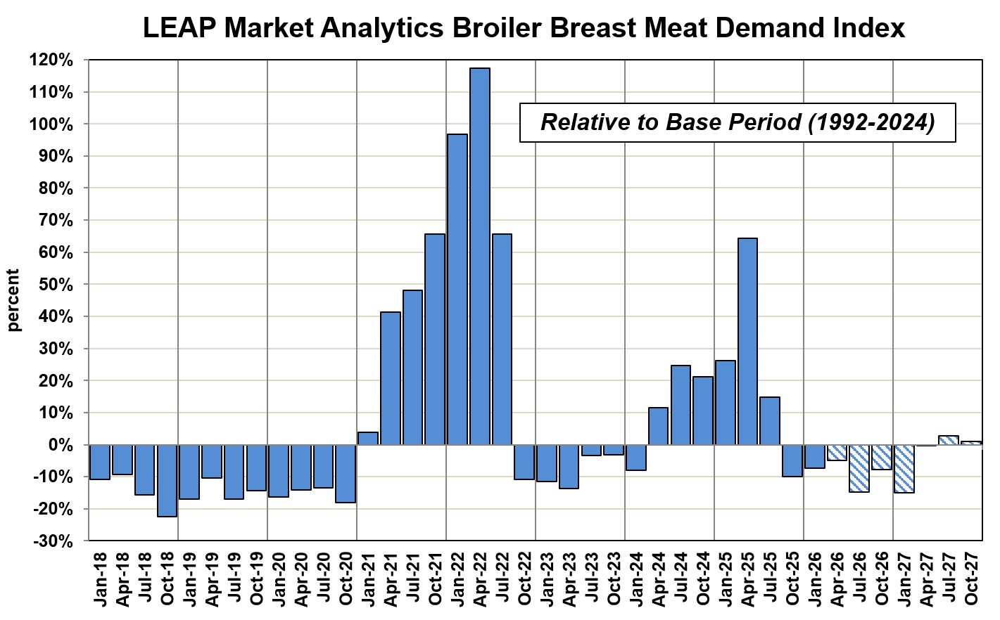 LEAP Market Analytics Broiler Breast Meat Demand Index
120%
110%
100%
90%
80%
70%
60%
50%
40%
30%
20%
10%
0%
-10%
-20%
-30%
percent
Relative to Base Period (1992-2024)
Jan-18
Apr-18
Jul-18
Oct-18
Jan-19
Apr-19
Jul-19
Oct-19
Jan-20
Apr-20
Jul-20
Oct-20
Jan-21
Apr-21
Jul-21
Oct-21
Jan-22
Apr-22
Jul-22
Oct-22
Jan-23
Apr-23
Jul-23
Oct-23
Jan-24
Apr-24
Jul-24
Oct-24
Jan-25
Apr-25
Jul-25
Oct-25
Jan-26
Apr-26
Jul-26
Oct-26
Jan-27
Apr-27
Jul-27
Oct-27